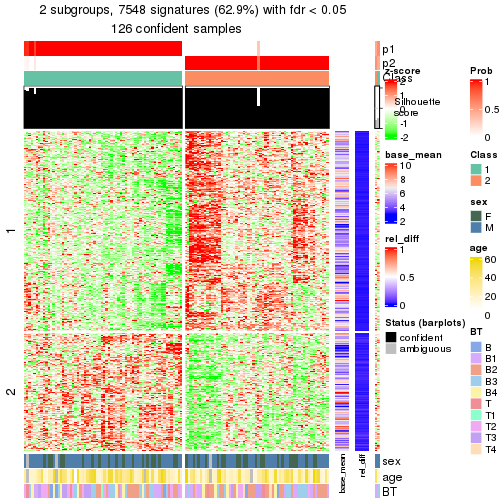 2 subgroups, 7548 signatures (62.9%) with fdr < 0.05
126 confident samples
p1
p2
Class
Silhouette
score
1
2
sex
age
BT
base_mean
rel_diff
z-score
2
1
0
-1
-2
base_mean
10
8
6
4
2
rel_diff
1
0.5
0
Status (barplots)
confident
ambiguous
Prob
1
0.5
0
Class
1
2
sex
F
M
age
60
40
20
0
BT
B
B1
B2
B3
B4
T
T1
T2
T3
T4